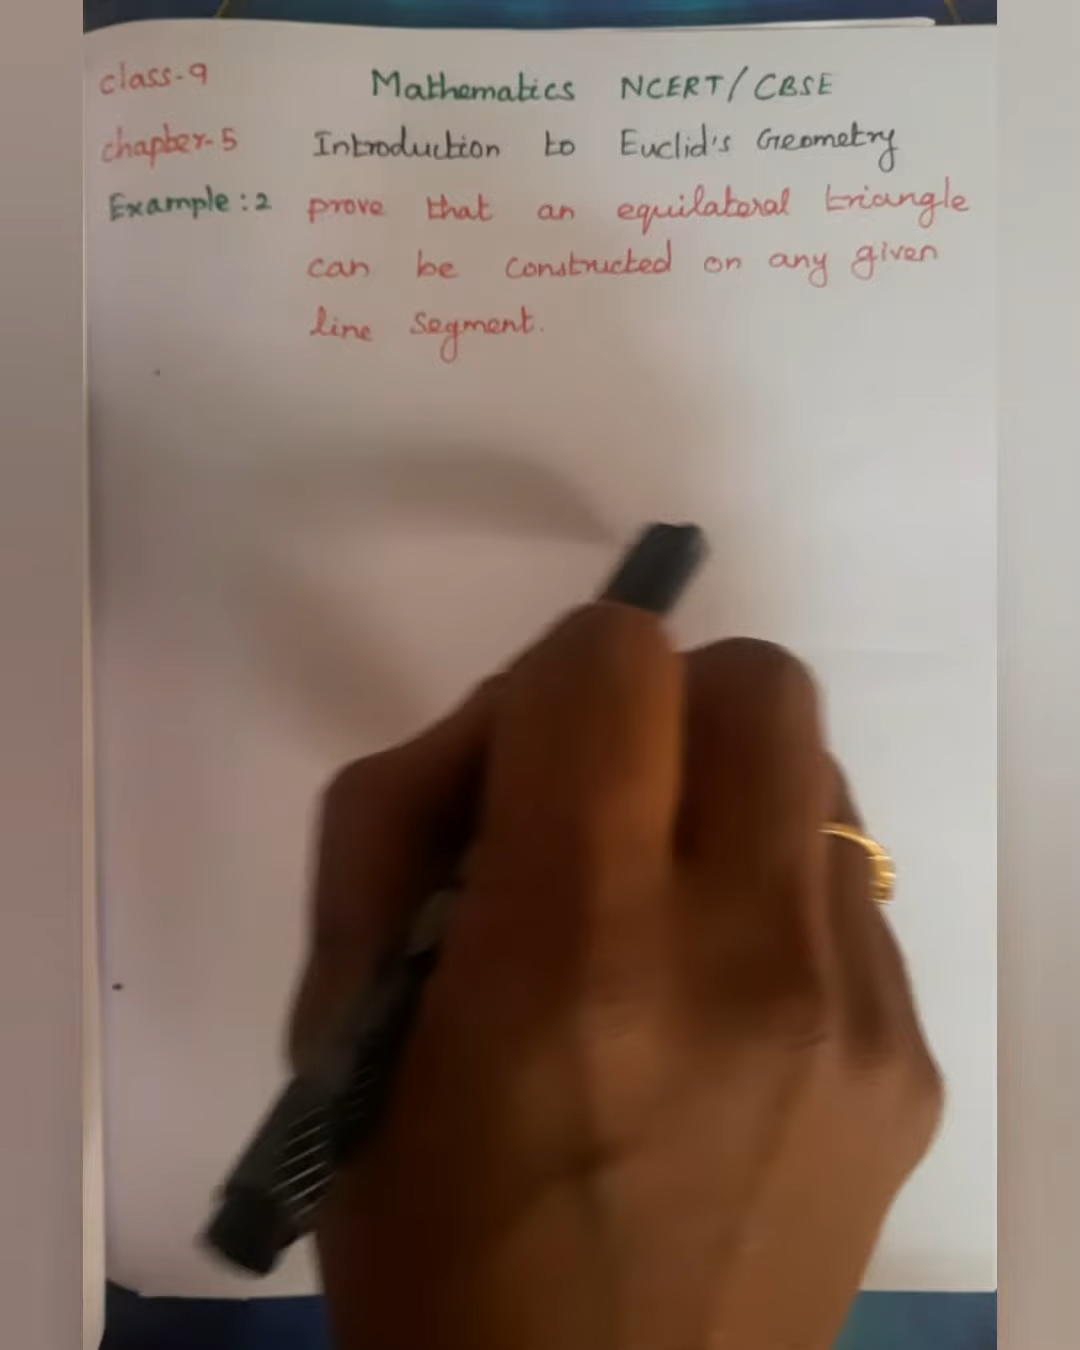 class-9 Mathematics NCERT/CBSE
chapter-5 Introduction to Euclid's Geometry
Example:2 prove that an equilateral triangle
can be constructed on any given
line segment.